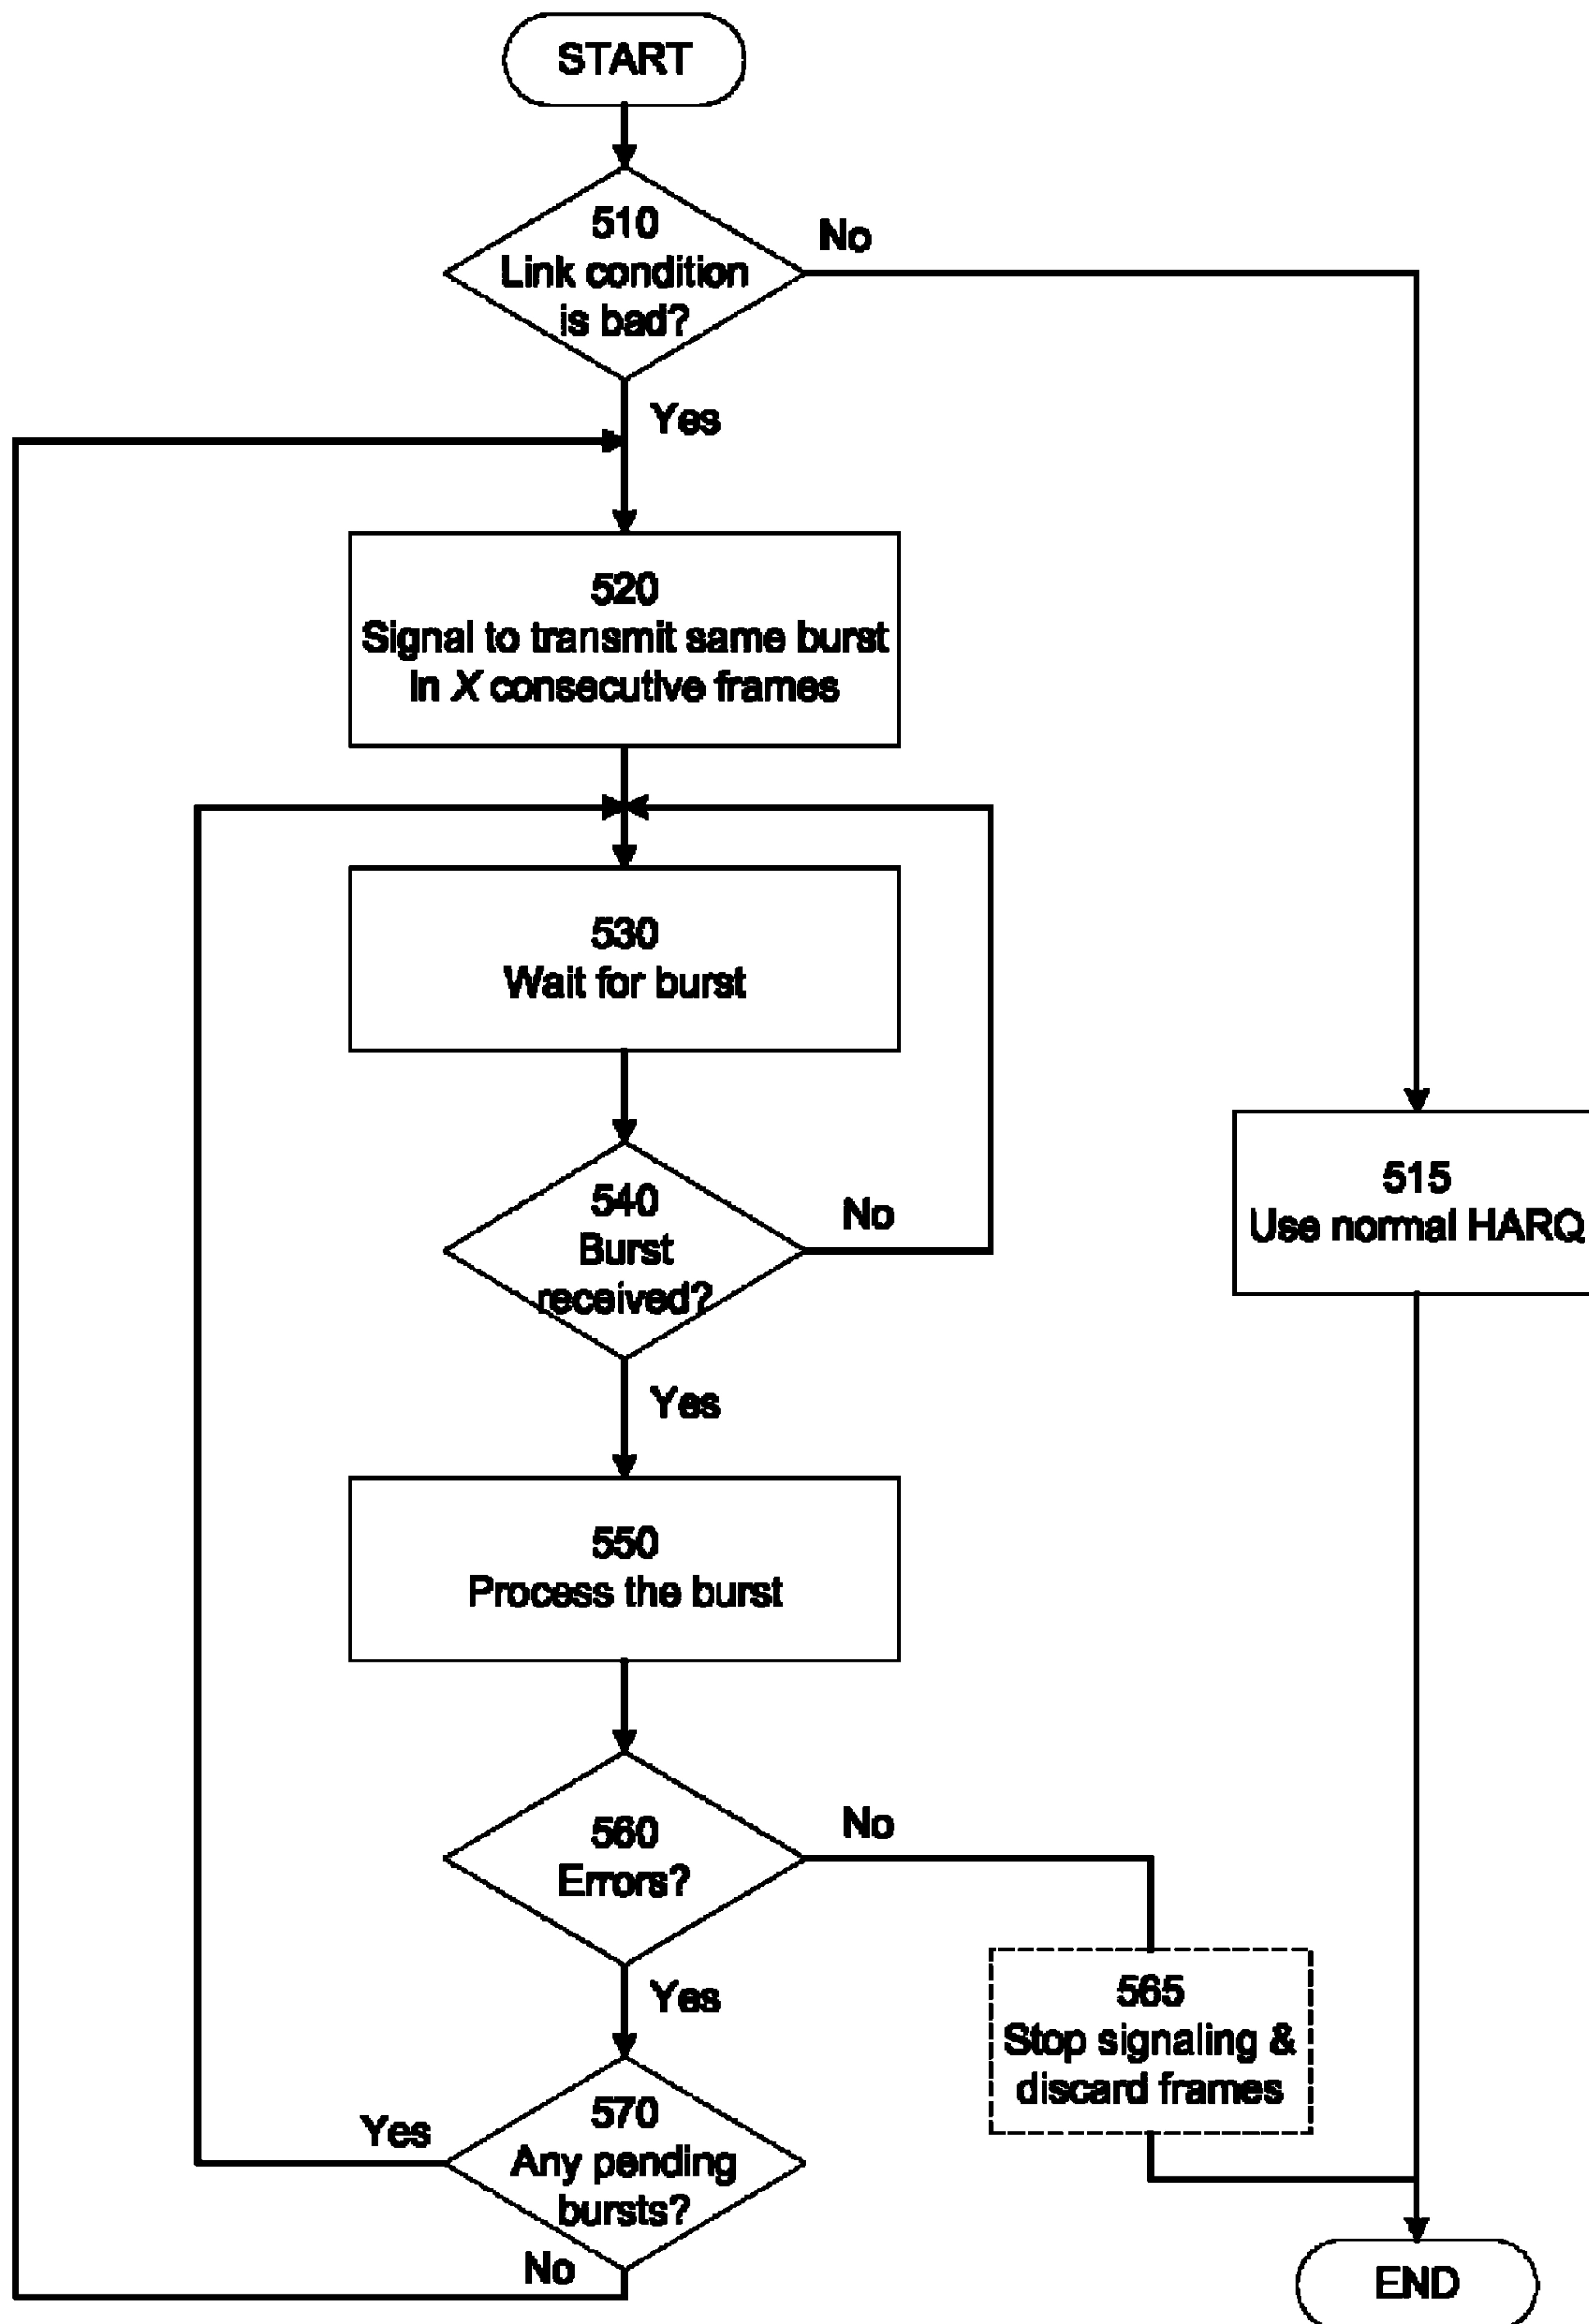 START
510
Link condition
is bad?
No
Yes
520
Signal to transmit same burst
in X consecutive frames
530
Wait for burst
540
Burst
received?
No
515
Use normal HARQ
Yes
550
Process the burst
560
Errors?
No
Yes
565
Stop signaling &
discard frames
570
Any pending
bursts?
Yes
No
END